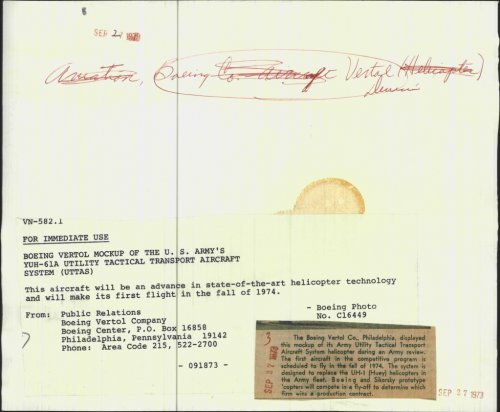 8
SEP 27 1973
Aviation, Boeing Co. Aircraft Vertol (Helicopter)
VN-582.1
FOR IMMEDIATE USE
BOEING VERTOL MOCKUP OF THE U. S. ARMY'S
YUH-61A UTILITY TACTICAL TRANSPORT AIRCRAFT
SYSTEM (UTTAS)
This aircraft will be an advance in state-of-the-art helicopter technology
and will make its first flight in the fall of 1974.
From: Public Relations
Boeing Vertol Company
Boeing Center, P.O. Box 16858
Philadelphia, Pennsylvania 19142
Phone: Area Code 215, 522-2700
- Boeing Photo
No. C16449
- 091873 -
3
SEP 27
The Boeing Vertol Co., Philadelphia, displayed
this mockup of its Army Utility Tactical Transport
Aircraft System helicopter during an Army review.
The first aircraft in the competitive program is
scheduled to fly in the fall of 1974. The system is
designed to replace the UH-1 (Huey) helicopters in
the Army fleet. Boeing and Sikorsky prototype
'copters will compete in a fly-off to determine which
firm wins a production contract.
SEP 27 1973